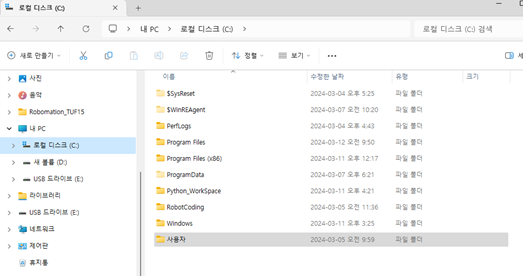 로컬 디스크 (C:)
내 PC > 로컬 디스크 (C:) >
로컬 디스크 (C:) 검색
새로 만들기
정렬
보기
사진
음악
Robomation_TUF15
내 PC
로컬 디스크 (C:)
새 볼륨 (D:)
USB 드라이브 (E:)
라이브러리
USB 드라이브 (E:)
네트워크
제어판
휴지통
이름 수정한 날짜 유형 크기
$SysReset 2024-03-04 오후 5:25 파일 폴더
$WinREAgent 2024-03-07 오전 10:20 파일 폴더
PerfLogs 2024-03-04 오후 4:43 파일 폴더
Program Files 2024-03-12 오전 9:50 파일 폴더
Program Files (x86) 2024-03-11 오후 12:17 파일 폴더
ProgramData 2024-03-07 오후 6:21 파일 폴더
Python_WorkSpace 2024-03-11 오후 4:21 파일 폴더
RobotCoding 2024-03-05 오전 11:36 파일 폴더
Windows 2024-03-11 오후 3:25 파일 폴더
사용자 2024-03-05 오전 9:59 파일 폴더